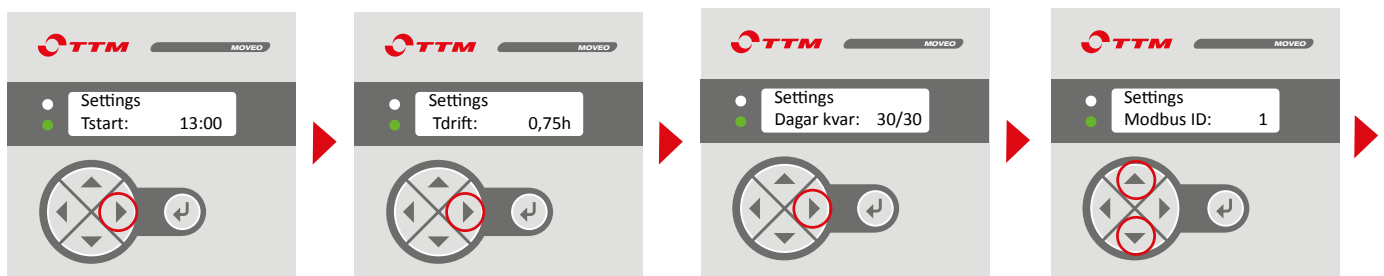 TTM MOVEO
Settings
Tstart: 13:00
TTM MOVEO
Settings
Tdrift: 0,75h
TTM MOVEO
Settings
Dagar kvar: 30/30
TTM MOVEO
Settings
Modbus ID: 1